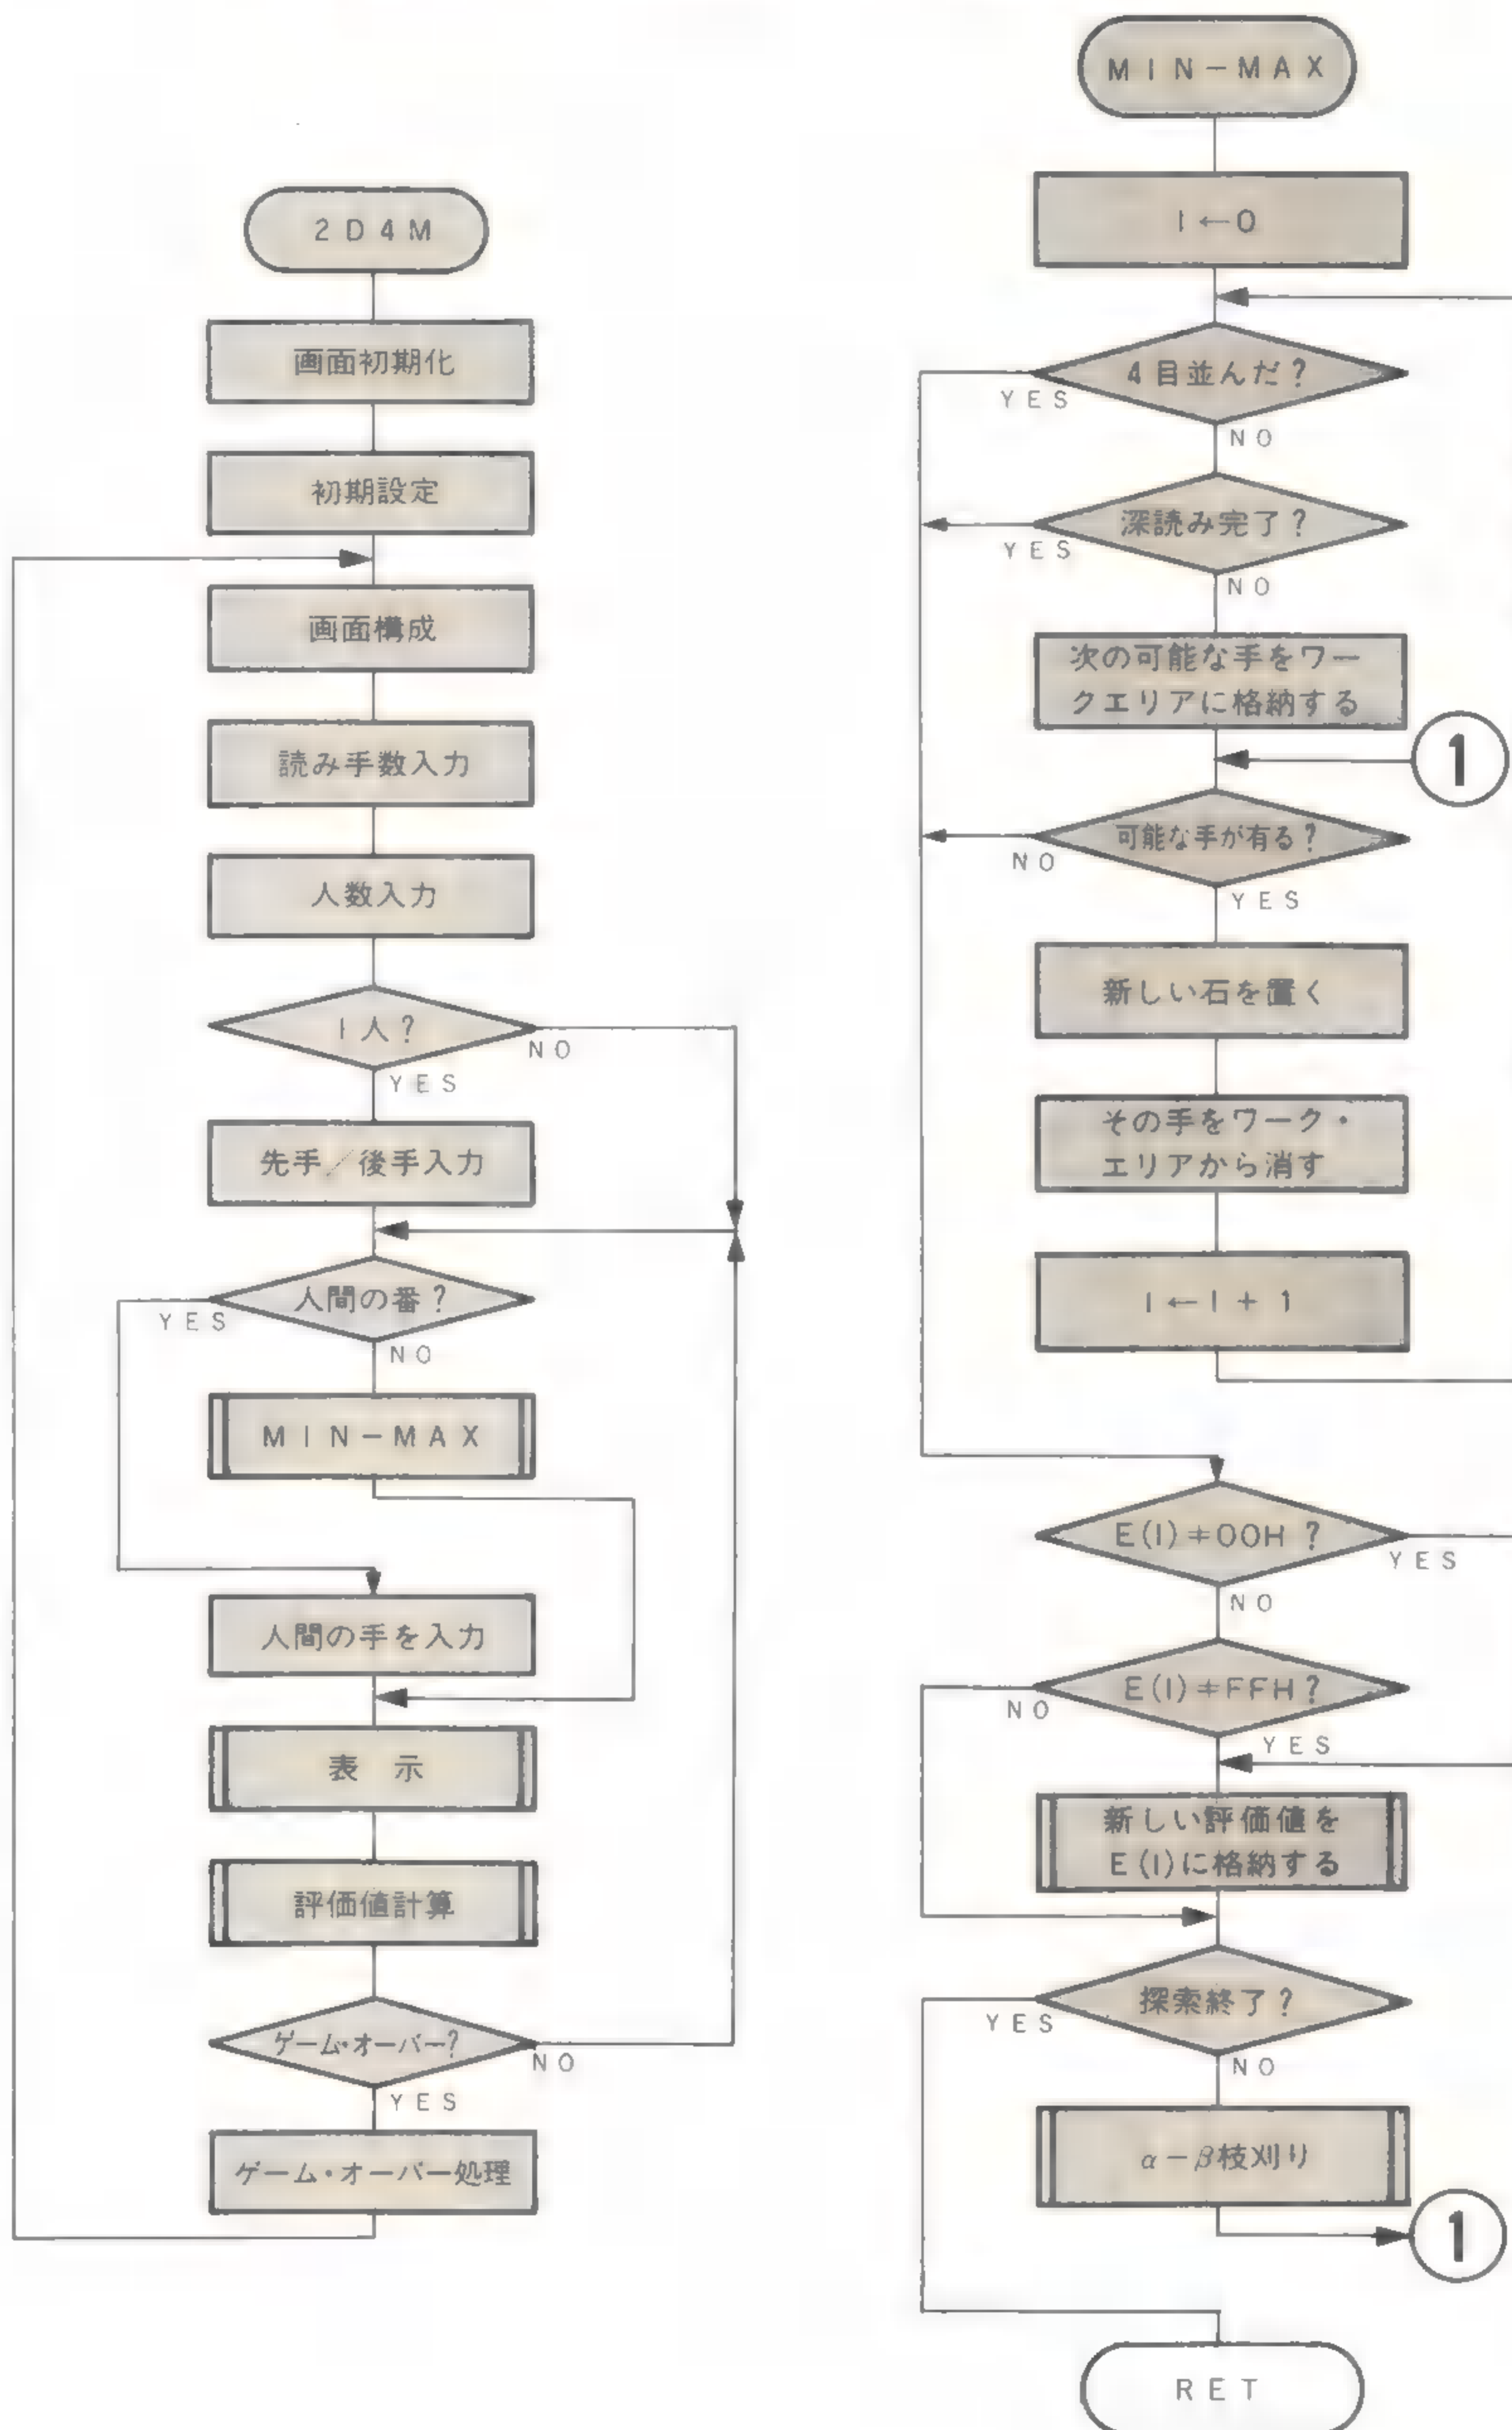 2D4M
画面初期化
初期設定
画面構成
読み手数入力
人数入力
1人?
NO
YES
先手／後手入力
人間の番?
YES
NO
MIN−MAX
人間の手を入力
表 示
評価値計算
ゲーム・オーバー?
NO
YES
ゲーム・オーバー処理
MIN−MAX
I←0
4目並んだ?
YES
NO
深読み完了?
YES
NO
次の可能な手をワー
クエリアに格納する
1
可能な手が有る?
NO
YES
新しい石を置く
その手をワーク・
エリアから消す
I←I+1
E(I)≠00H ?
YES
NO
E(I)≠FFH?
NO
YES
新しい評価値を
E(I)に格納する
探索終了?
YES
NO
α−β枝刈り
1
RET